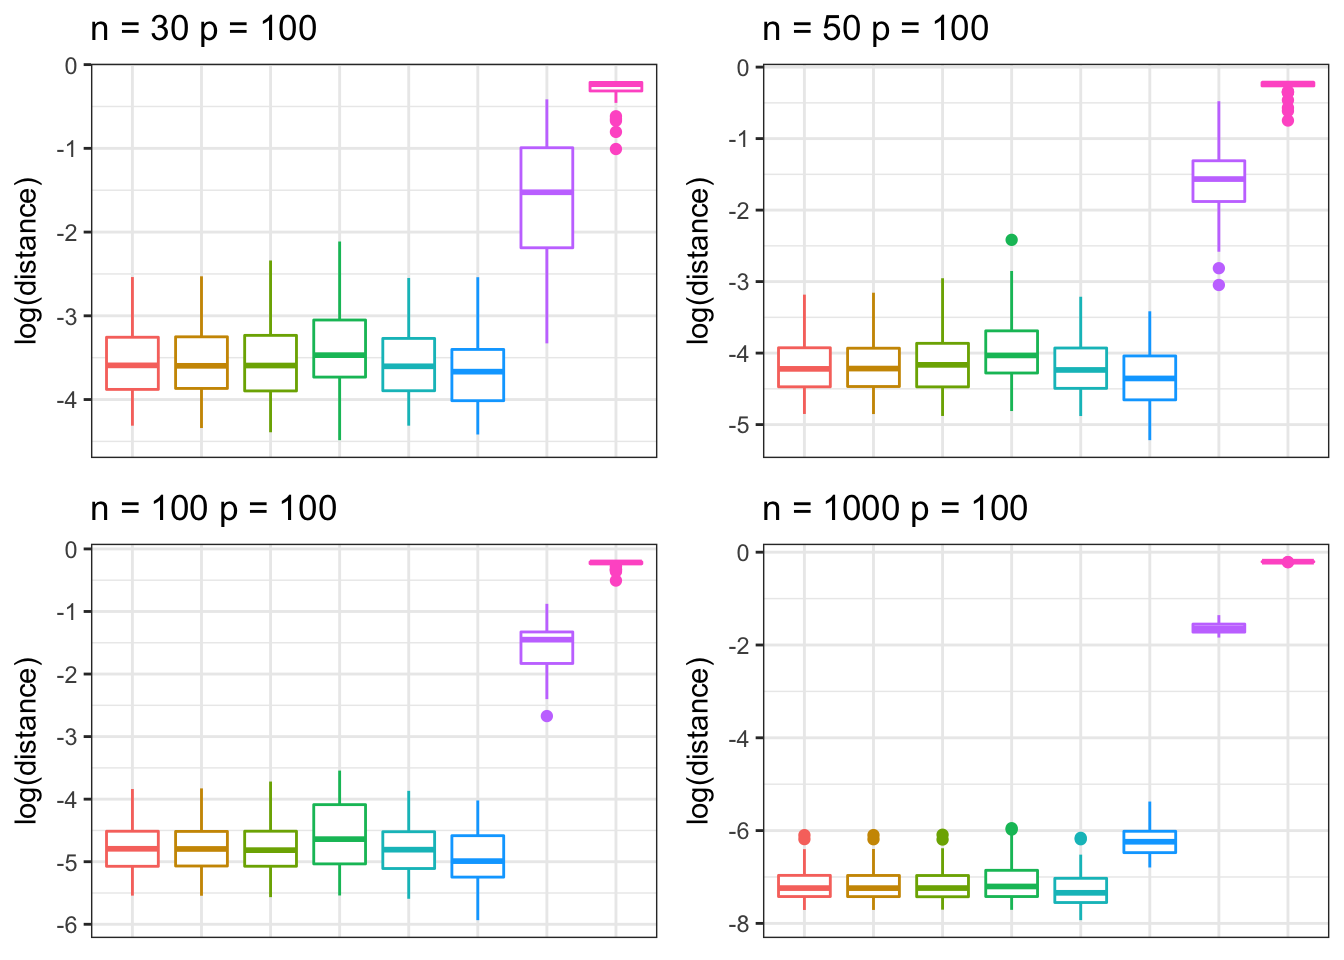 n = 30 p = 100
0
-1
-2
-3
-4
log(distance)
n = 50 p = 100
0
-1
-2
-3
-4
-5
log(distance)
n = 100 p = 100
0
-1
-2
-3
-4
-5
-6
log(distance)
n = 1000 p = 100
0
-2
-4
-6
-8
log(distance)